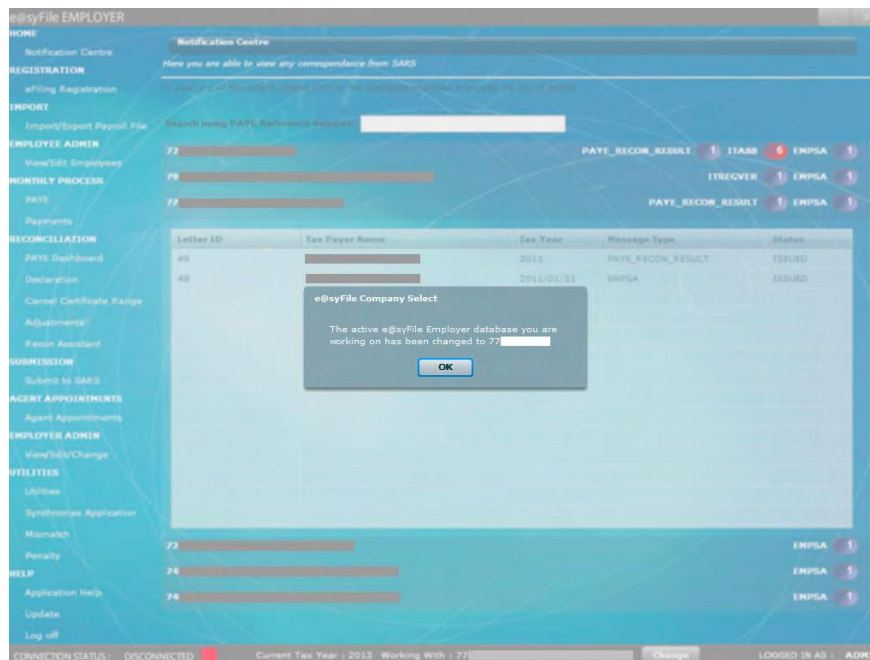 e@syFile EMPLOYER
HOME
Notification Centre
REGISTRATION
eFiling Registration
IMPORT
Import/Export Payroll File
EMPLOYEE ADMIN
View/Edit Employees
MONTHLY PROCESS
PAYE
Payments
RECONCILIATION
PAYE Dashboard
Declaration
Cancel Certificate Range
Adjustments
Recon Assistant
SUBMISSION
Submit to SARS
AGENT APPOINTMENTS
Agent Appointments
EMPLOYER ADMIN
View/Edit/Change
UTILITIES
Utilities
Synchronise Application
Mismatch
Penalty
HELP
Application Help
Update
Log off
Notification Centre
Here you are able to view any correspondance from SARS
Search using PAYE Reference Number:
72 PAYE_RECON_RESULT 1 ITA88 6 EMPSA 1
79 ITREGVER 1 EMPSA 1
77 PAYE_RECON_RESULT 1 EMPSA 1
Letter ID Tax Payer Name Tax Year Message Type Status
49 2011 PAYE_RECON_RESULT ISSUED
48 2011/01/31 EMPSA ISSUED
e@syFile Company Select
The active e@syFile Employer database you are
working on has been changed to 77
OK
73 EMPSA 1
74 EMPSA 1
74 EMPSA 1
CONNECTION STATUS : DISCONNECTED Current Tax Year : 2012 Working With : 77 Change LOGGED IN AS : ADM